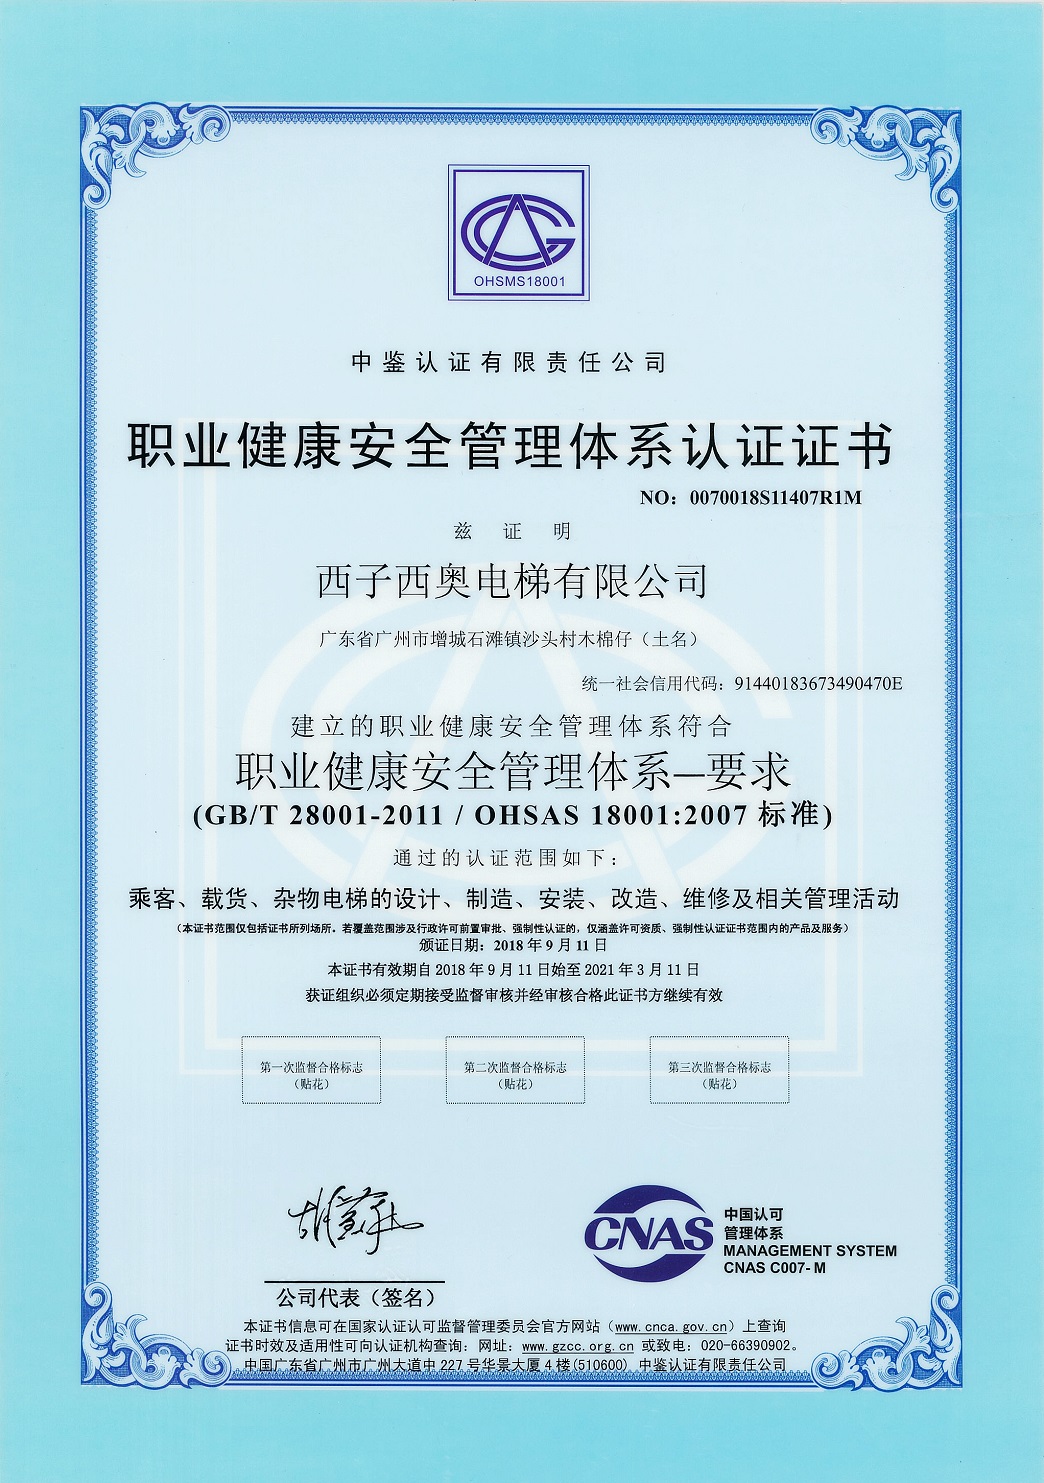 OHSMS18001
中鉴认证有限责任公司
职业健康安全管理体系认证证书
NO：0070018S11407R1M
兹证明
西子西奥电梯有限公司
广东省广州市增城石滩镇沙头村木棉仔（土名）
统一社会信用代码：91440183673490470E
建立的职业健康安全管理体系符合
职业健康安全管理体系—要求
(GB/T 28001-2011 / OHSAS 18001:2007 标准)
通过的认证范围如下：
乘客、载货、杂物电梯的设计、制造、安装、改造、维修及相关管理活动
（本证书范围仅包括证书所列场所。若覆盖范围涉及行政许可前置审批、强制性认证的，仅涵盖许可资质、强制性认证证书范围内的产品及服务）
颁证日期：2018 年 9 月 11 日
本证书有效期自 2018 年 9 月 11 日始至 2021 年 3 月 11 日
获证组织必须定期接受监督审核并经审核合格此证书方继续有效
第一次监督合格标志
（贴花）
第二次监督合格标志
（贴花）
第三次监督合格标志
（贴花）
CNAS
中国认可
管理体系
MANAGEMENT SYSTEM
CNAS C007-M
公司代表（签名）
本证书信息可在国家认证认可监督管理委员会官方网站（www.cnca.gov.cn）上查询
证书时效及适用性可向认证机构查询：网址：www.gzcc.org.cn 或致电：020-66390902。
中国广东省广州市广州大道中 227 号华景大厦 4 楼(510600) 中鉴认证有限责任公司